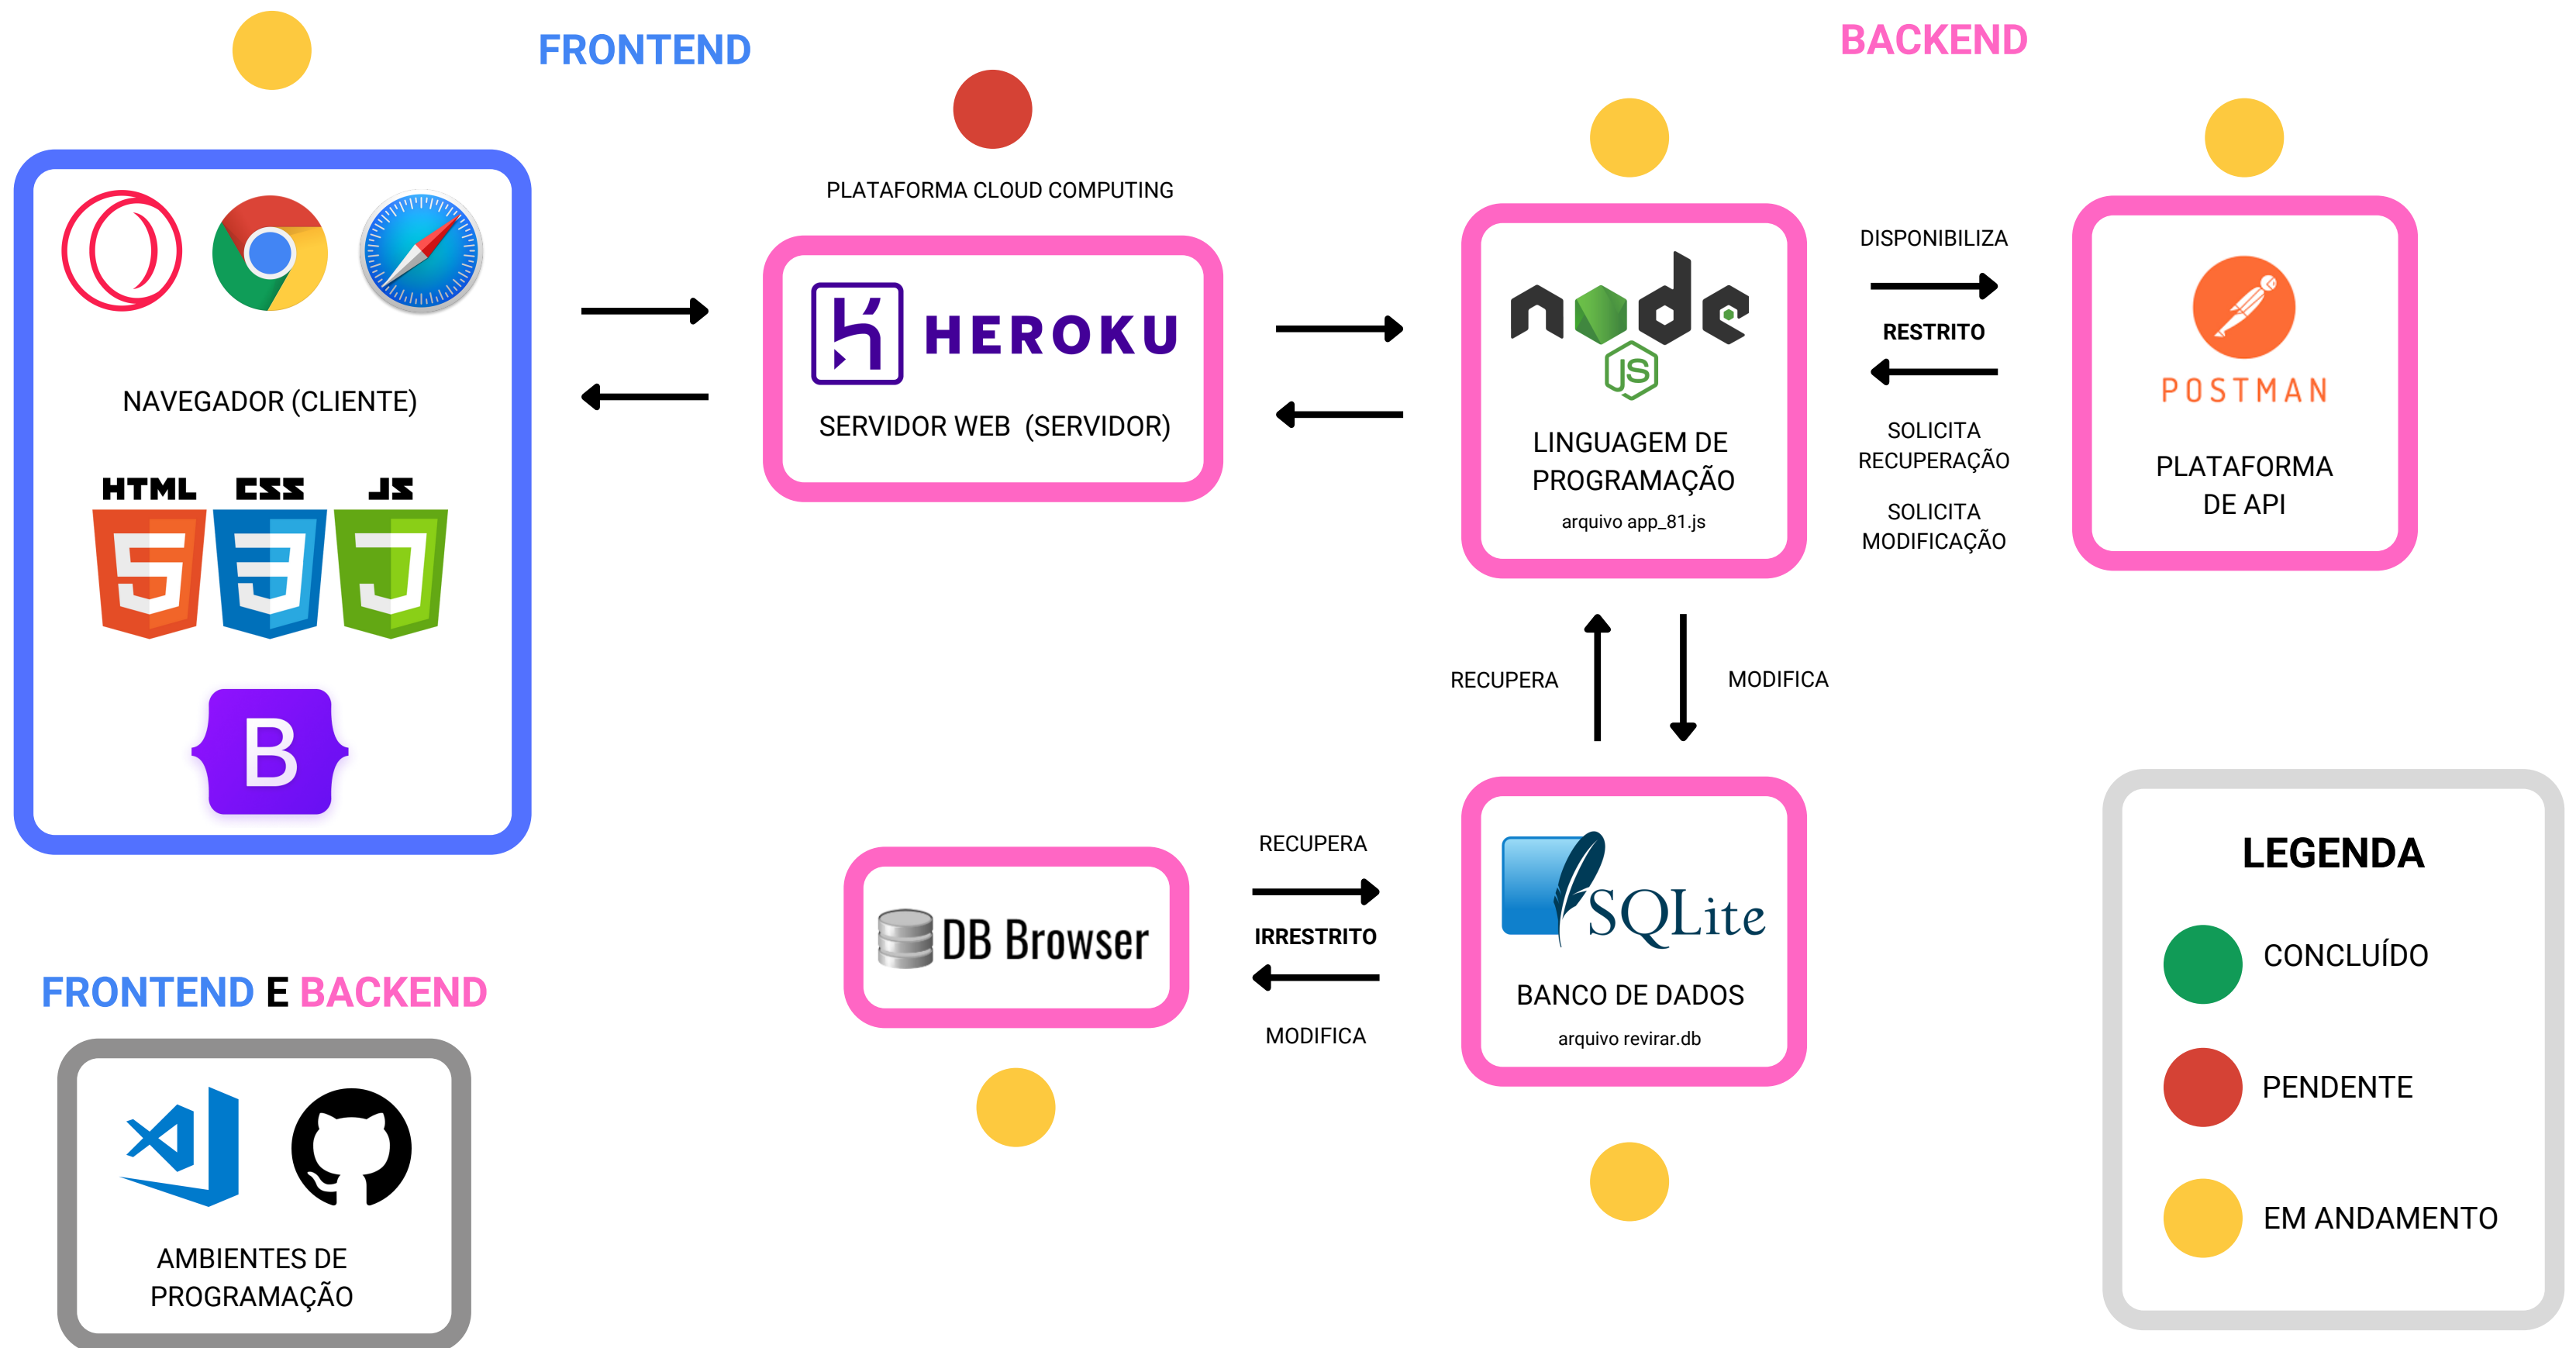 FRONTEND
BACKEND
NAVEGADOR (CLIENTE)
HTML CSS JS
5 3 J
B
PLATAFORMA CLOUD COMPUTING
HEROKU
SERVIDOR WEB (SERVIDOR)
node
JS
LINGUAGEM DE
PROGRAMAÇÃO
arquivo app_81.js
DISPONIBILIZA
RESTRITO
SOLICITA
RECUPERAÇÃO
SOLICITA
MODIFICAÇÃO
POSTMAN
PLATAFORMA
DE API
RECUPERA
MODIFICA
DB Browser
RECUPERA
IRRESTRITO
MODIFICA
SQLite
BANCO DE DADOS
arquivo revirar.db
FRONTEND E BACKEND
AMBIENTES DE
PROGRAMAÇÃO
LEGENDA
CONCLUÍDO
PENDENTE
EM ANDAMENTO